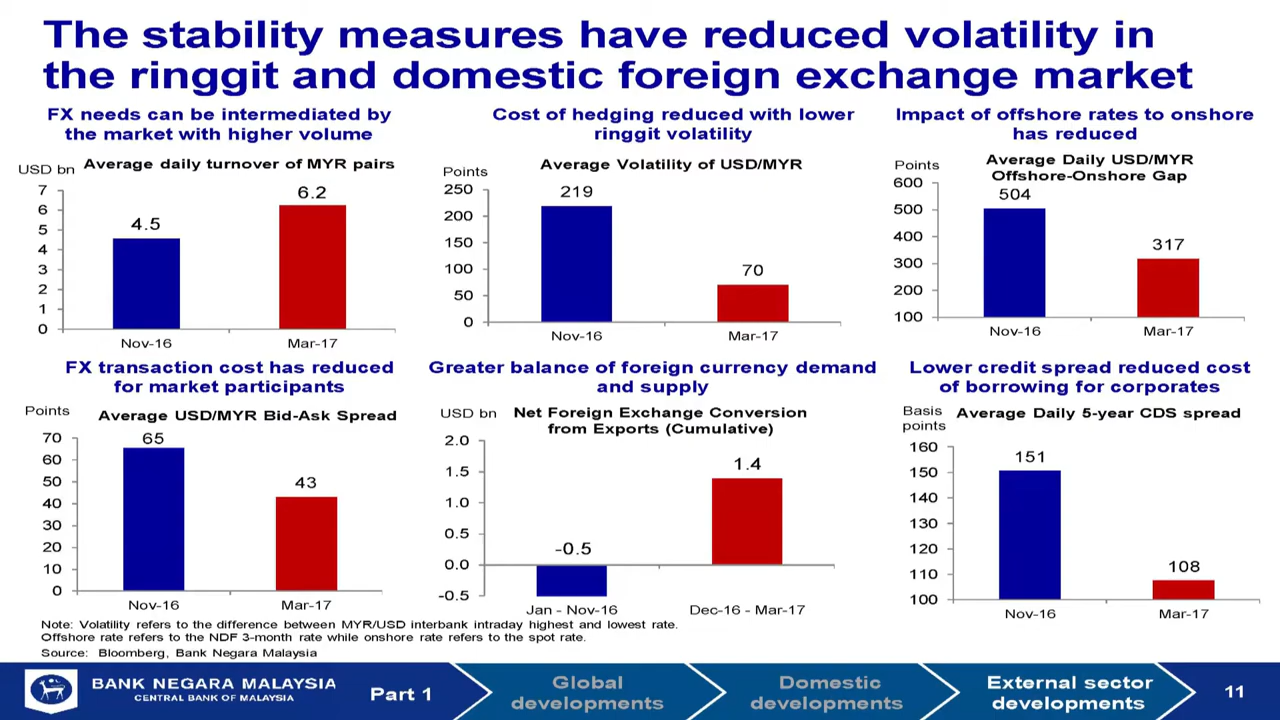 The stability measures have reduced volatility in
the ringgit and domestic foreign exchange market
FX needs can be intermediated by
the market with higher volume
USD bn
Average daily turnover of MYR pairs
7
6
5
4
3
2
1
0
4.5
6.2
Nov-16
Mar-17
Cost of hedging reduced with lower
ringgit volatility
Points
Average Volatility of USD/MYR
250
200
150
100
50
0
219
70
Nov-16
Mar-17
Impact of offshore rates to onshore
has reduced
Points
Average Daily USD/MYR
Offshore-Onshore Gap
600
500
400
300
200
100
504
317
Nov-16
Mar-17
FX transaction cost has reduced
for market participants
Points
Average USD/MYR Bid-Ask Spread
70
60
50
40
30
20
10
0
65
43
Nov-16
Mar-17
Greater balance of foreign currency demand
and supply
USD bn
Net Foreign Exchange Conversion
from Exports (Cumulative)
2.0
1.5
1.0
0.5
0.0
-0.5
-0.5
1.4
Jan - Nov-16
Dec-16 - Mar-17
Lower credit spread reduced cost
of borrowing for corporates
Basis
points
Average Daily 5-year CDS spread
160
150
140
130
120
110
100
151
108
Nov-16
Mar-17
Note: Volatility refers to the difference between MYR/USD interbank intraday highest and lowest rate.
Offshore rate refers to the NDF 3-month rate while onshore rate refers to the spot rate.
Source: Bloomberg, Bank Negara Malaysia
BANK NEGARA MALAYSIA
CENTRAL BANK OF MALAYSIA
Part 1
Global
developments
Domestic
developments
External sector
developments
11